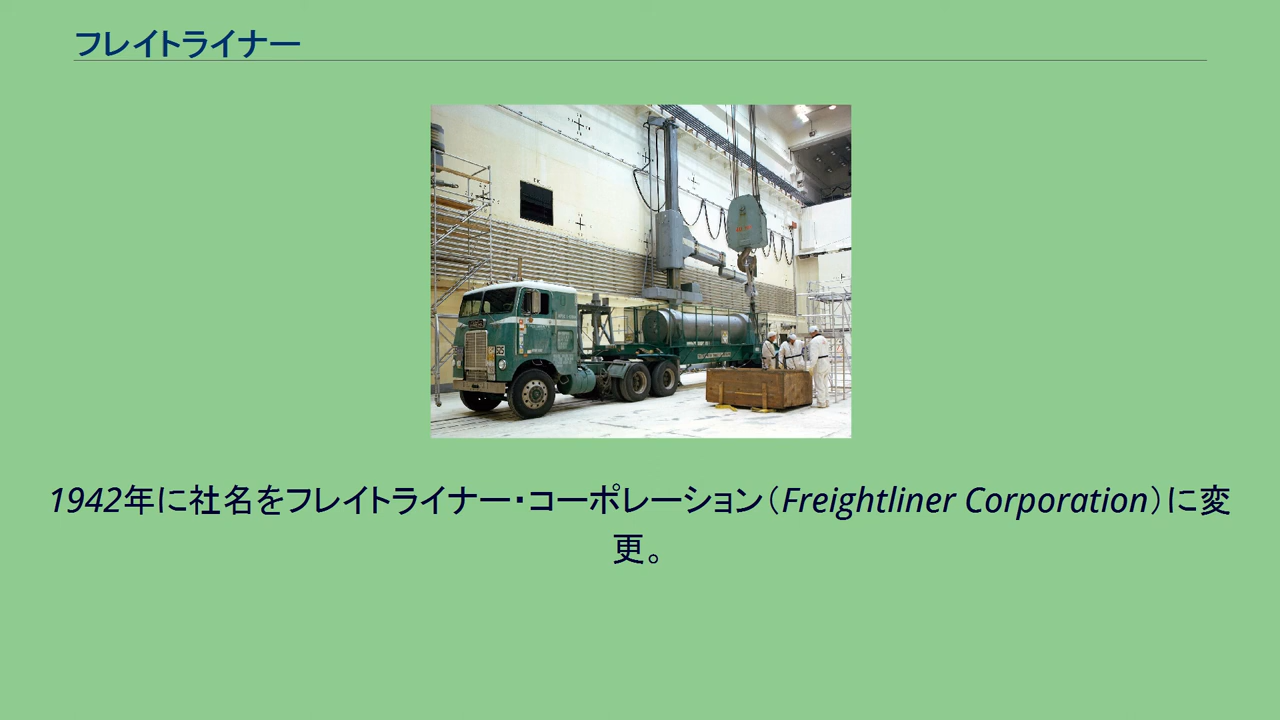 フレイトライナー
1942年に社名をフレイトライナー・コーポレーション（Freightliner Corporation）に変
更。